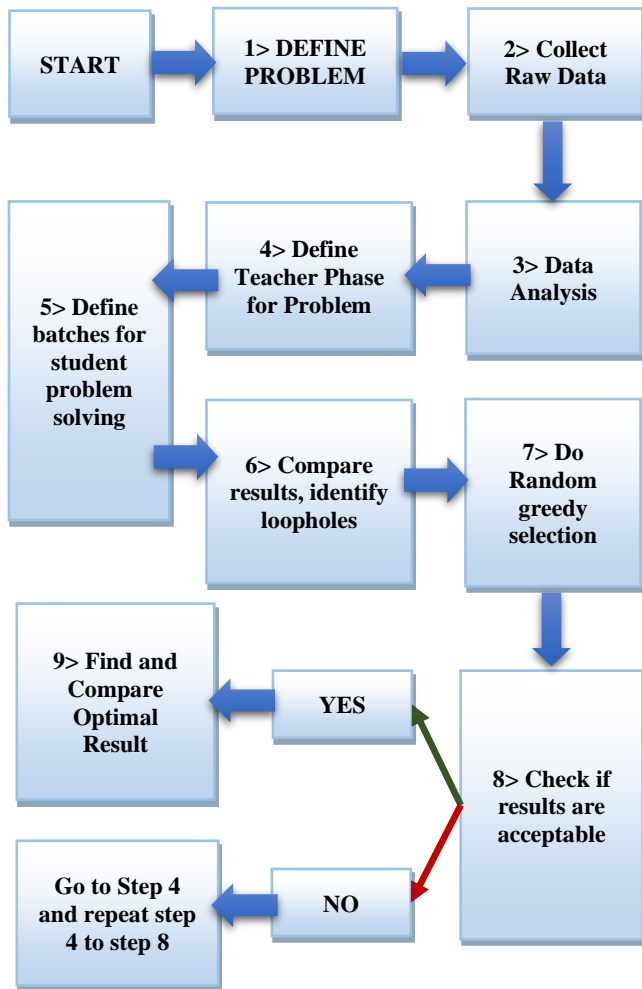 START
1> DEFINE
PROBLEM
2> Collect
Raw Data
3> Data
Analysis
4> Define
Teacher Phase
for Problem
5> Define
batches for
student
problem
solving
6> Compare
results, identify
loopholes
7> Do
Random
greedy
selection
8> Check if
results are
acceptable
YES
9> Find and
Compare
Optimal
Result
NO
Go to Step 4
and repeat step
4 to step 8